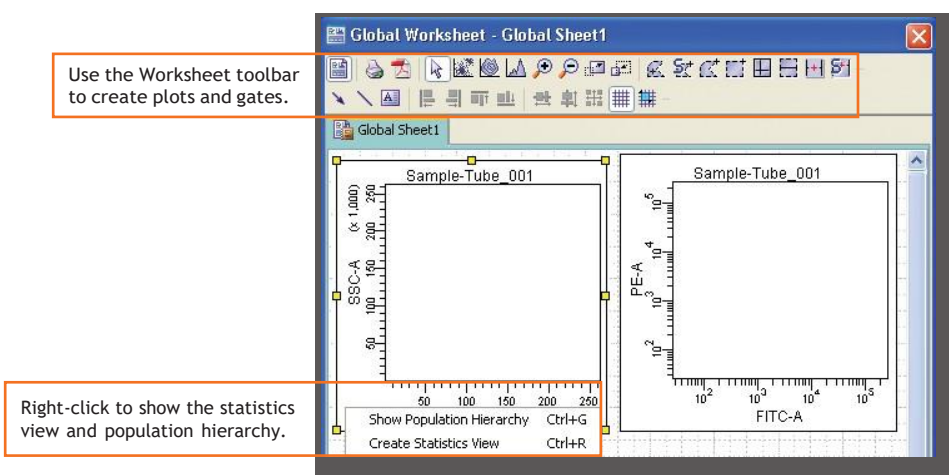 Global Worksheet - Global Sheet1
Use the Worksheet toolbar
to create plots and gates.
Global Sheet1
Sample-Tube_001
(x 1,000)
SSC-A
250
200
150
100
50
50 100 150 200 250
Sample-Tube_001
PE-A
10^5
10^4
10^3
10^2
10^2 10^3 10^4 10^5
FITC-A
Right-click to show the statistics
view and population hierarchy.
Show Population Hierarchy Ctrl+G
Create Statistics View Ctrl+R